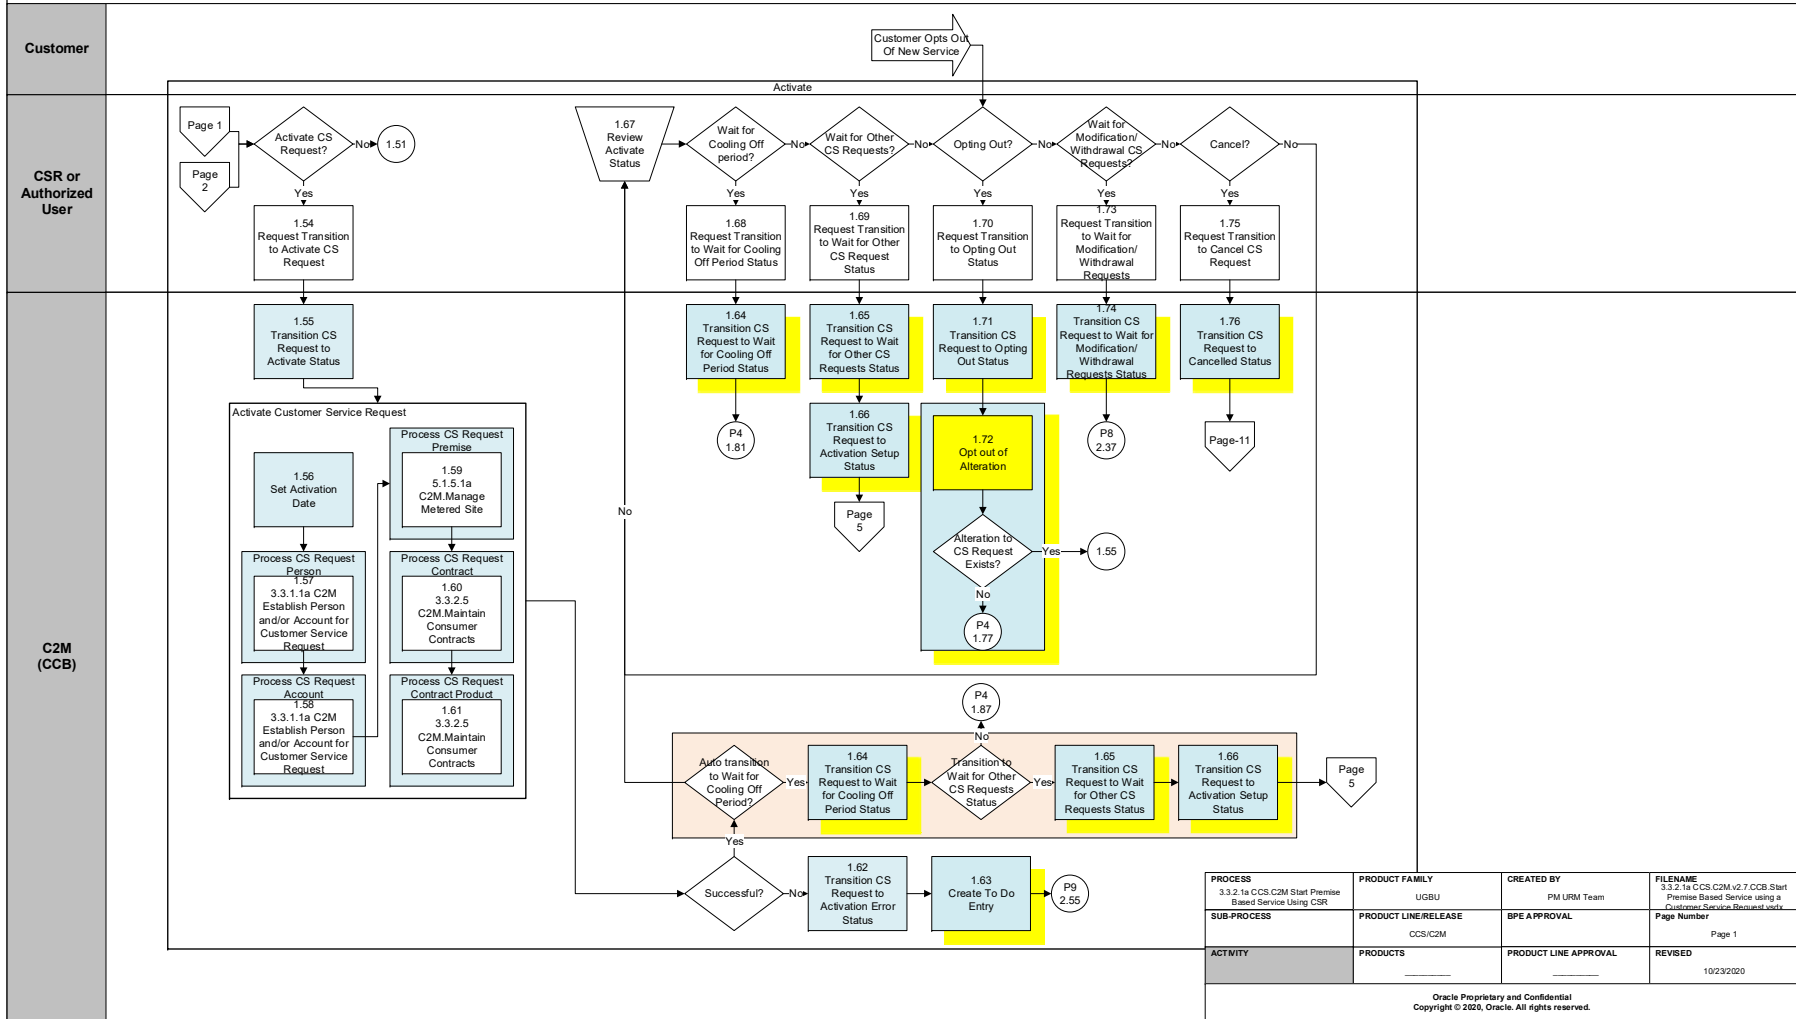 Customer
Customer Opts Out
Of New Service
Activate
CSR or
Authorized
User
Page 1
Page
2
Activate CS
Request?
No
1.51
Yes
1.54
Request Transition
to Activate CS
Request
1.67
Review
Activate
Status
Wait for
Cooling Off
period?
No
Wait for Other
CS Requests?
No
Opting Out?
No
Wait for
Modification/
Withdrawal CS
Requests?
No
Cancel?
No
Yes
Yes
Yes
Yes
Yes
1.68
Request Transition
to Wait for Cooling
Off Period Status
1.69
Request Transition
to Wait for Other
CS Request
Status
1.70
Request Transition
to Opting Out
Status
1.73
Request Transition
to Wait for
Modification/
Withdrawal
Requests
1.75
Request Transition
to Cancel CS
Request
C2M
(CCB)
1.55
Transition CS
Request to
Activate Status
1.64
Transition CS
Request to Wait
for Cooling Off
Period Status
1.65
Transition CS
Request to Wait
for Other CS
Requests Status
1.71
Transition CS
Request to Opting
Out Status
1.74
Transition CS
Request to Wait for
Modification/
Withdrawal
Requests Status
1.76
Transition CS
Request to
Cancelled Status
P4
1.81
1.66
Transition CS
Request to
Activation Setup
Status
Page
5
1.72
Opt out of
Alteration
Alteration to
CS Request
Exists?
Yes
1.55
No
P4
1.77
P8
2.37
Page-11
No
Activate Customer Service Request
1.56
Set Activation
Date
Process CS Request
Person
1.57
3.3.1.1a C2M
Establish Person
and/or Account for
Customer Service
Request
Process CS Request
Account
1.58
3.3.1.1a C2M
Establish Person
and/or Account for
Customer Service
Request
Process CS Request
Premise
1.59
5.1.5.1a
C2M.Manage
Metered Site
Process CS Request
Contract
1.60
3.3.2.5
C2M.Maintain
Consumer
Contracts
Process CS Request
Contract Product
1.61
3.3.2.5
C2M.Maintain
Consumer
Contracts
P4
1.87
No
Auto transition
to Wait for
Cooling Off
Period?
Yes
1.64
Transition CS
Request to Wait
for Cooling Off
Period Status
Transition to
Wait for Other
CS Requests
Status
Yes
1.65
Transition CS
Request to Wait
for Other CS
Requests Status
1.66
Transition CS
Request to
Activation Setup
Status
Page
5
Yes
Successful?
No
1.62
Transition CS
Request to
Activation Error
Status
1.63
Create To Do
Entry
P9
2.55
PROCESS
3.3.2.1a CCS.C2M Start Premise
Based Service Using CSR
PRODUCT FAMILY
UGBU
CREATED BY
PM URM Team
FILENAME
3.3.2.1a CCS.C2M.v2.7.CCB.Start
Premise Based Service using a
Customer Service Request.vsdx
SUB-PROCESS
PRODUCT LINE/RELEASE
CCS/C2M
BPE APPROVAL
Page Number
Page 1
ACTIVITY
PRODUCTS
PRODUCT LINE APPROVAL
REVISED
10/23/2020
Oracle Proprietary and Confidential
Copyright © 2020, Oracle. All rights reserved.